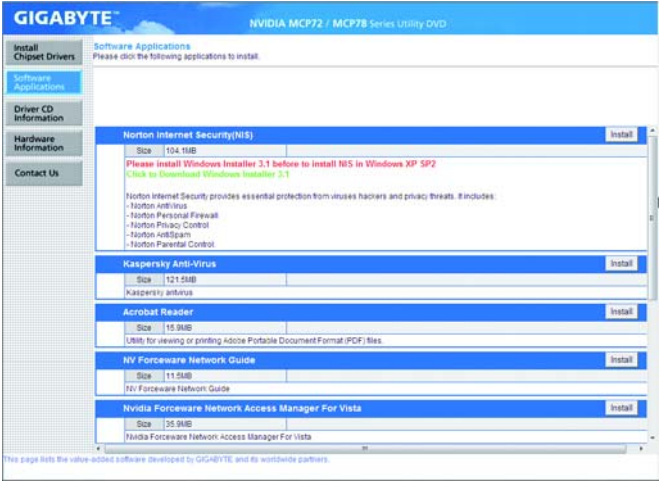 GIGABYTE™
NVIDIA MCP72 / MCP78 Series Utility DVD
Install
Chipset Drivers
Software
Applications
Driver CD
Information
Hardware
Information
Contact Us
Software Applications
Please click the following applications to install.
Norton Internet Security(NIS)
Install
Size 104.1MB
Please install Windows Installer 3.1 before to install NIS in Windows XP SP2
Click to Download Windows Installer 3.1
Norton Internet Security provides essential protection from viruses hackers and privacy threats. It includes:
- Norton AntiVirus
- Norton Personal Firewall
- Norton Privacy Control
- Norton AntiSpam
- Norton Parental Control
Kaspersky Anti-Virus
Install
Size 121.5MB
Kaspersky antivirus
Acrobat Reader
Install
Size 15.9MB
Utility for viewing or printing Adobe Portable Document Format (PDF) files.
NV Forceware Network Guide
Install
Size 11.5MB
NV Forceware Network Guide
Nvidia Forceware Network Access Manager For Vista
Install
Size 35.9MB
Nvidia Forceware Network Access Manager For Vista
This page lists the value-added software developed by GIGABYTE and its worldwide partners.